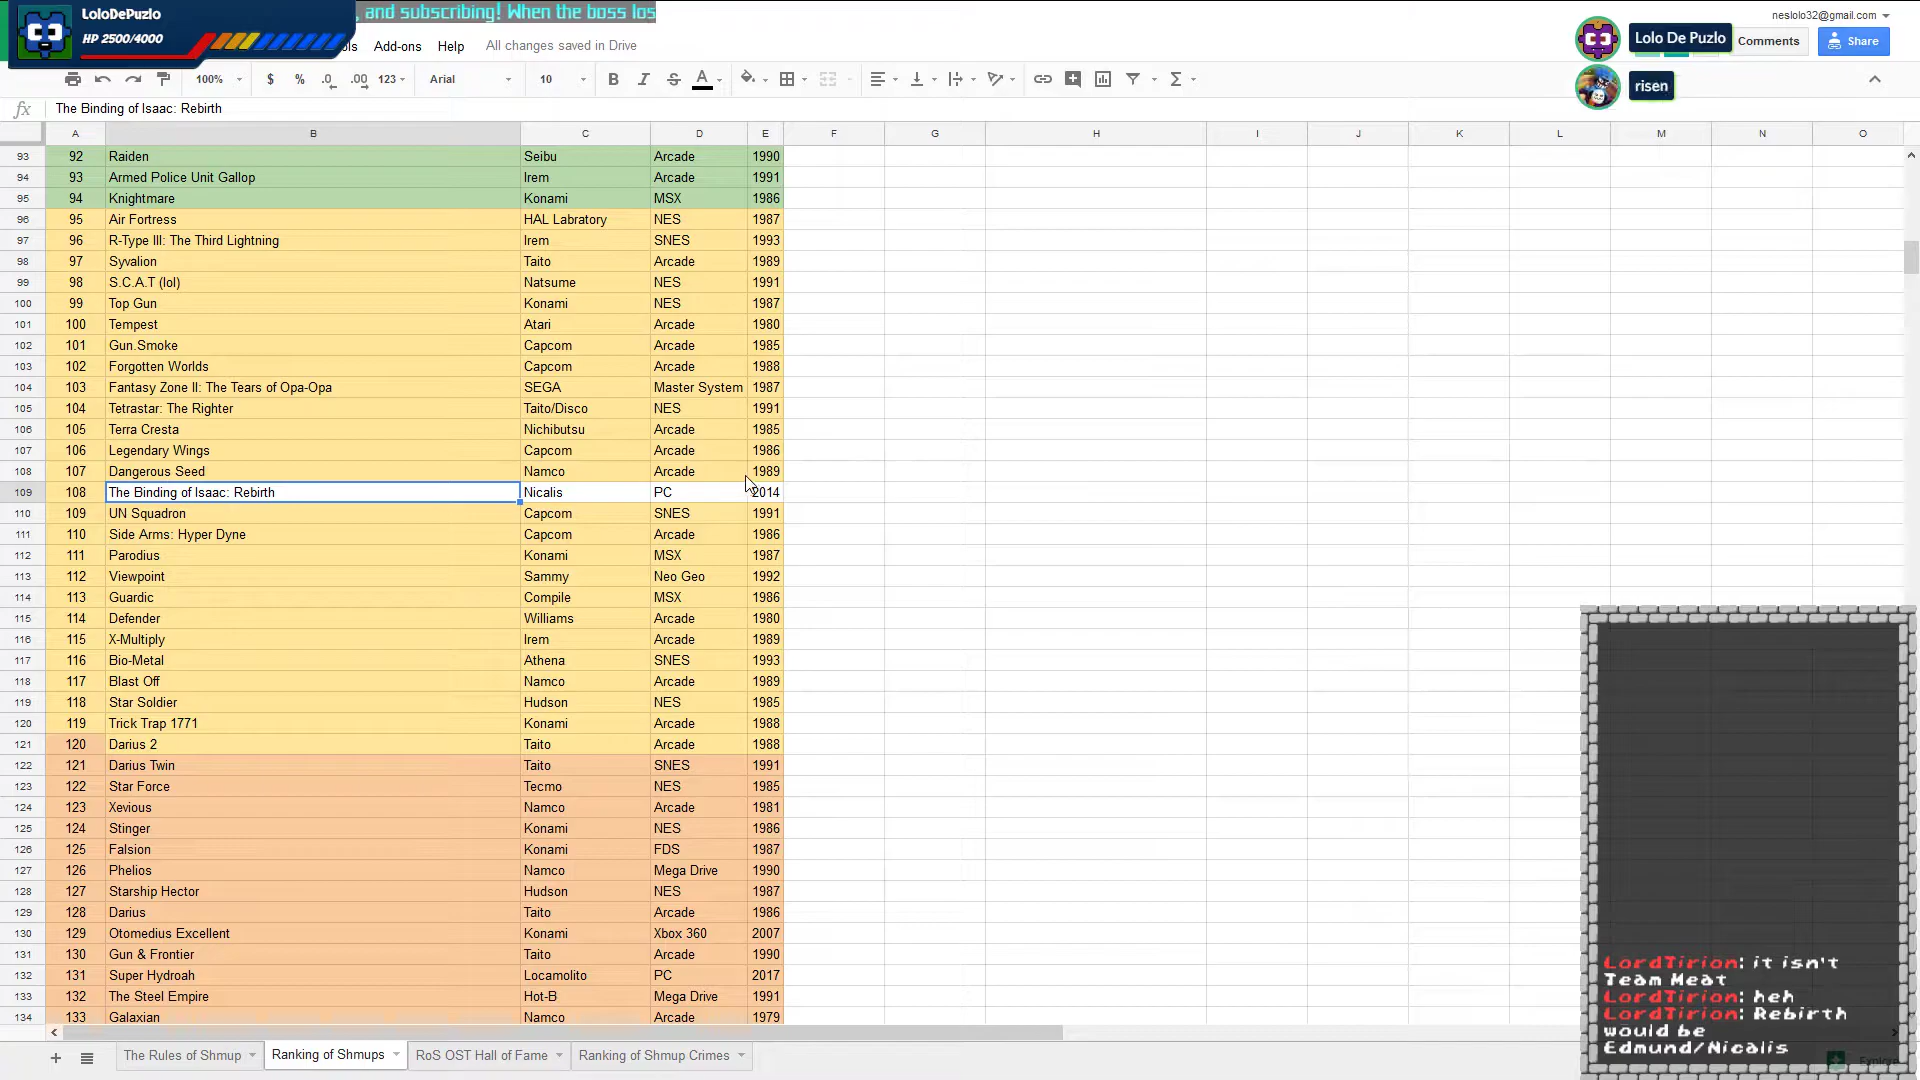 LoloDePuzlo
HP 2500/4000
, and subscribing! When the boss los
ols Add-ons Help All changes saved in Drive
neslolo32@gmail.com
Lolo De Puzlo
Comments
Share
risen
100% $ % .0 .00 123 Arial 10 B I S A Σ
fx The Binding of Isaac: Rebirth
A B C D E F G H I J K L M N O
93 92 Raiden Seibu Arcade 1990
94 93 Armed Police Unit Gallop Irem Arcade 1991
95 94 Knightmare Konami MSX 1986
96 95 Air Fortress HAL Labratory NES 1987
97 96 R-Type III: The Third Lightning Irem SNES 1993
98 97 Syvalion Taito Arcade 1989
99 98 S.C.A.T (lol) Natsume NES 1991
100 99 Top Gun Konami NES 1987
101 100 Tempest Atari Arcade 1980
102 101 Gun.Smoke Capcom Arcade 1985
103 102 Forgotten Worlds Capcom Arcade 1988
104 103 Fantasy Zone II: The Tears of Opa-Opa SEGA Master System 1987
105 104 Tetrastar: The Righter Taito/Disco NES 1991
106 105 Terra Cresta Nichibutsu Arcade 1985
107 106 Legendary Wings Capcom Arcade 1986
108 107 Dangerous Seed Namco Arcade 1989
109 108 The Binding of Isaac: Rebirth Nicalis PC 2014
110 109 UN Squadron Capcom SNES 1991
111 110 Side Arms: Hyper Dyne Capcom Arcade 1986
112 111 Parodius Konami MSX 1987
113 112 Viewpoint Sammy Neo Geo 1992
114 113 Guardic Compile MSX 1986
115 114 Defender Williams Arcade 1980
116 115 X-Multiply Irem Arcade 1989
117 116 Bio-Metal Athena SNES 1993
118 117 Blast Off Namco Arcade 1989
119 118 Star Soldier Hudson NES 1985
120 119 Trick Trap 1771 Konami Arcade 1988
121 120 Darius 2 Taito Arcade 1988
122 121 Darius Twin Taito SNES 1991
123 122 Star Force Tecmo NES 1985
124 123 Xevious Namco Arcade 1981
125 124 Stinger Konami NES 1986
126 125 Falsion Konami FDS 1987
127 126 Phelios Namco Mega Drive 1990
128 127 Starship Hector Hudson NES 1987
129 128 Darius Taito Arcade 1986
130 129 Otomedius Excellent Konami Xbox 360 2007
131 130 Gun & Frontier Taito Arcade 1990
132 131 Super Hydroah Locamolito PC 2017
133 132 The Steel Empire Hot-B Mega Drive 1991
134 133 Galaxian Namco Arcade 1979
LordTirion: it isn't
Team Meat
LordTirion: heh
LordTirion: Rebirth
would be
Edmund/Nicalis
The Rules of Shmup Ranking of Shmups RoS OST Hall of Fame Ranking of Shmup Crimes
Explore